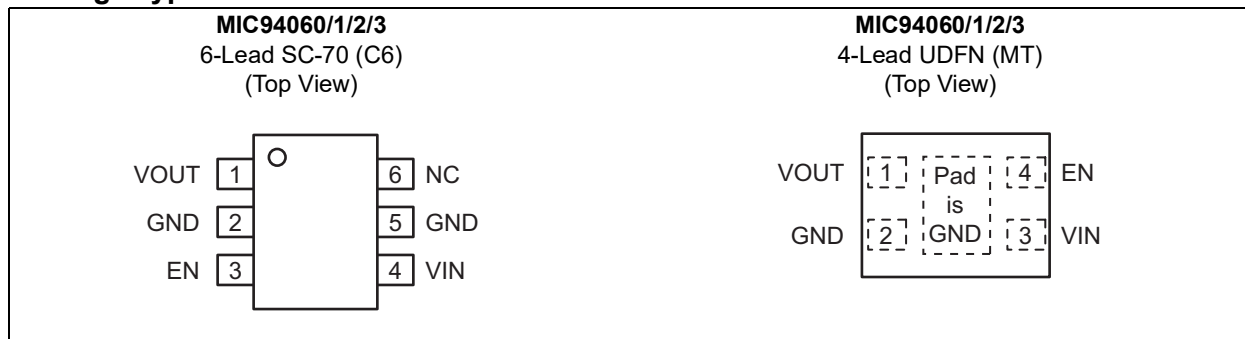 MIC94060/1/2/3
6-Lead SC-70 (C6)
(Top View)
VOUT 1 6 NC
GND 2 5 GND
EN 3 4 VIN
MIC94060/1/2/3
4-Lead UDFN (MT)
(Top View)
VOUT 1 Pad 4 EN
is
GND 2 GND 3 VIN